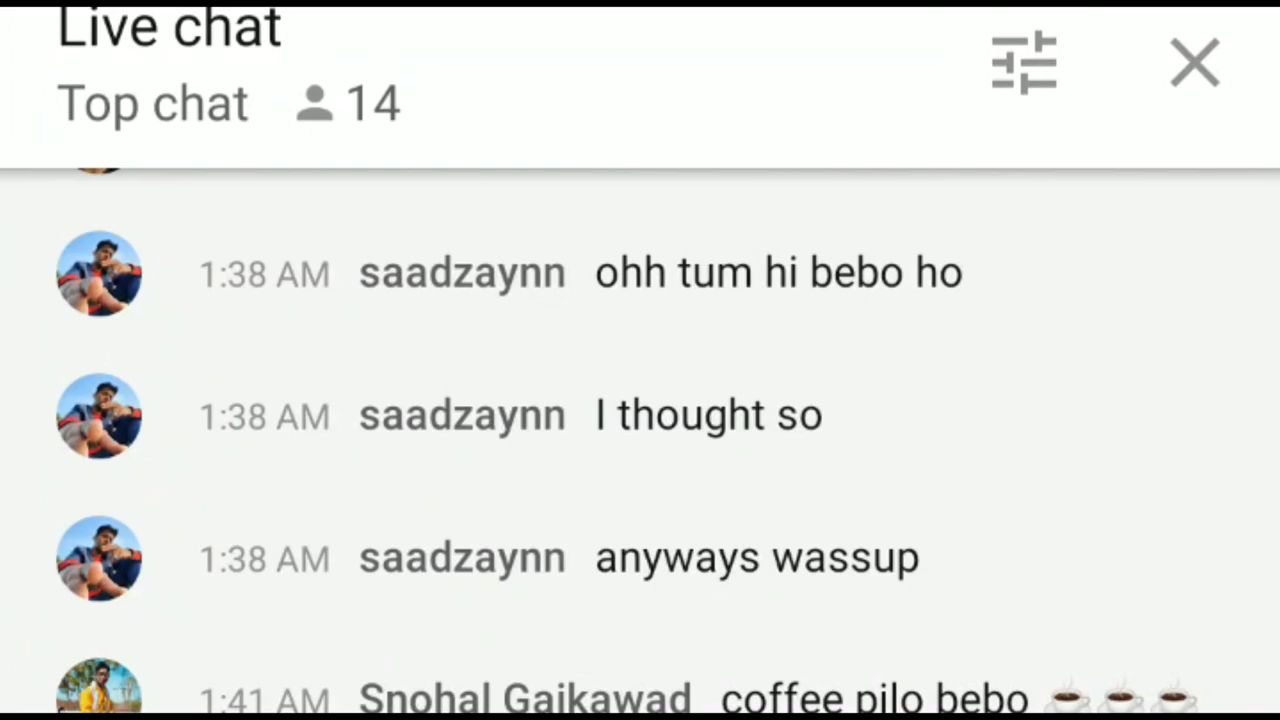 Live chat
Top chat 14
1:38 AM saadzaynn ohh tum hi bebo ho
1:38 AM saadzaynn I thought so
1:38 AM saadzaynn anyways wassup
1:41 AM Snohal Gaikawad coffee pilo bebo ☕☕☕